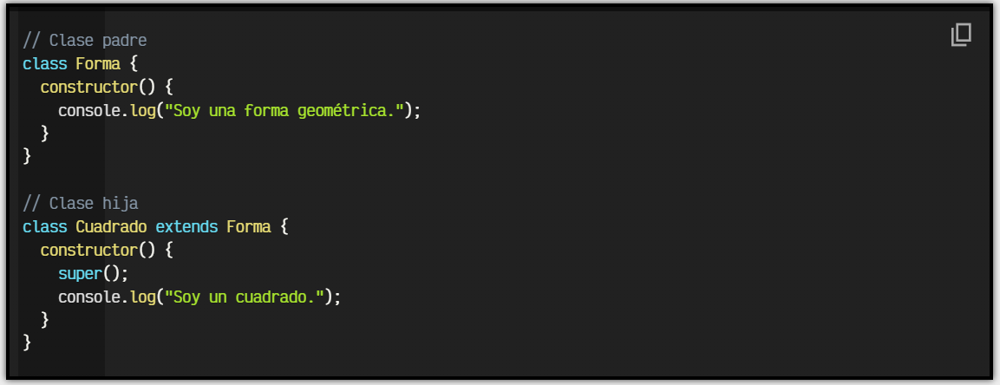 // Clase padre
class Forma {
  constructor() {
    console.log("Soy una forma geométrica.");
  }
}

// Clase hija
class Cuadrado extends Forma {
  constructor() {
    super();
    console.log("Soy un cuadrado.");
  }
}